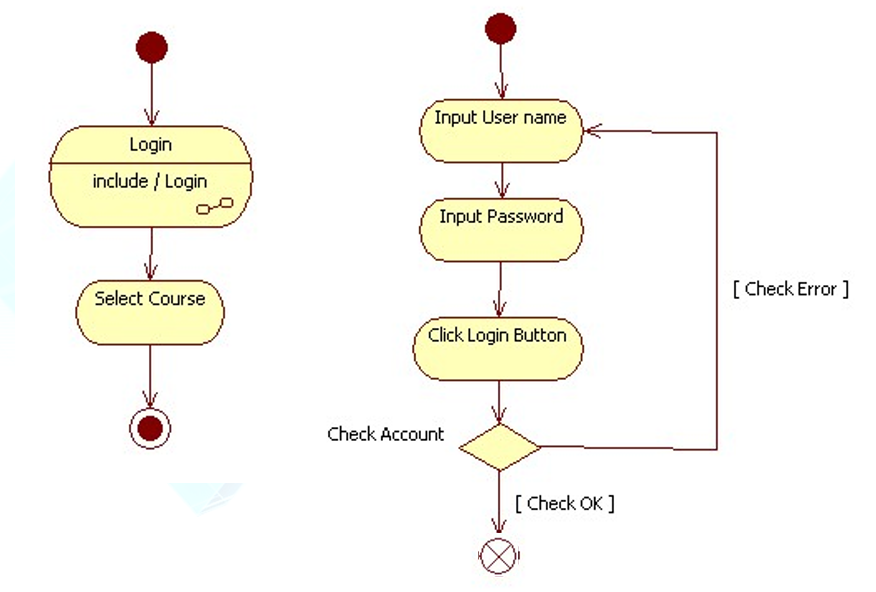 Login
include / Login
Select Course
Input User name
Input Password
Click Login Button
Check Account
[ Check Error ]
[ Check OK ]